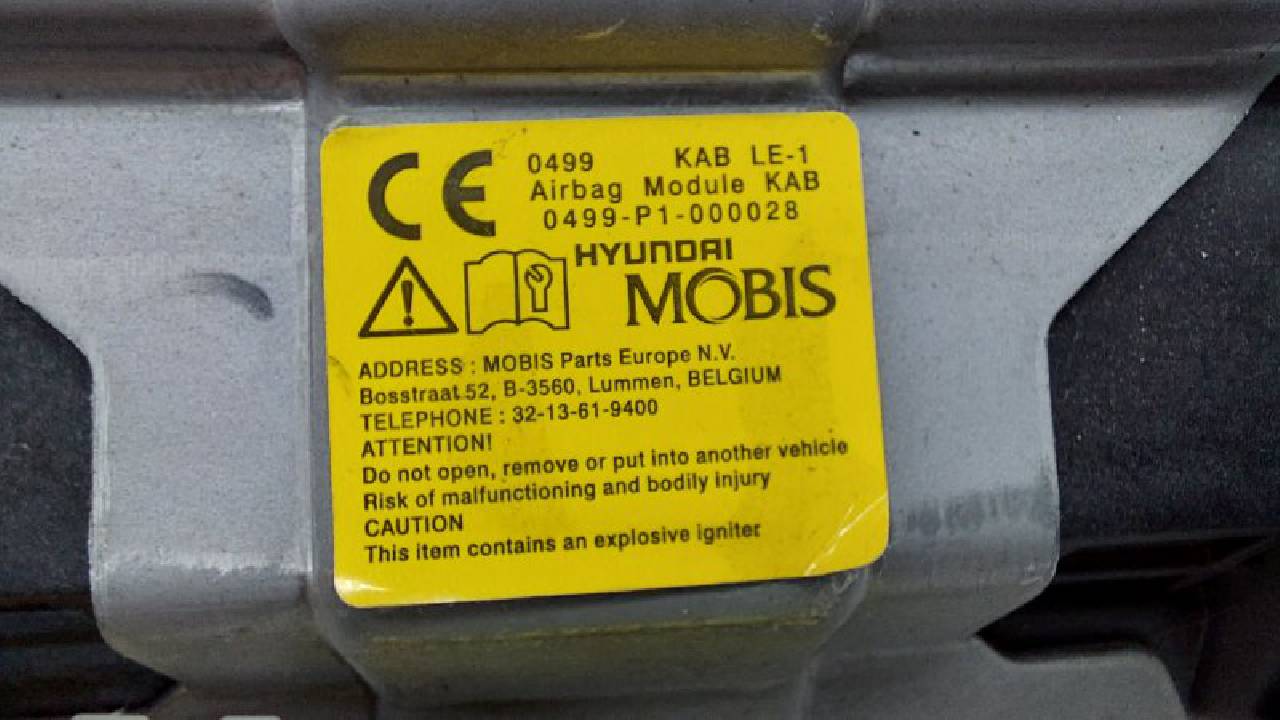 CE 0499 KAB LE-1
Airbag Module KAB
0499-P1-000028
HYUNDAI
MOBIS
ADDRESS : MOBIS Parts Europe N.V.
Bosstraat 52, B-3560, Lummen, BELGIUM
TELEPHONE : 32-13-61-9400
ATTENTION!
Do not open, remove or put into another vehicle
Risk of malfunctioning and bodily injury
CAUTION
This item contains an explosive igniter